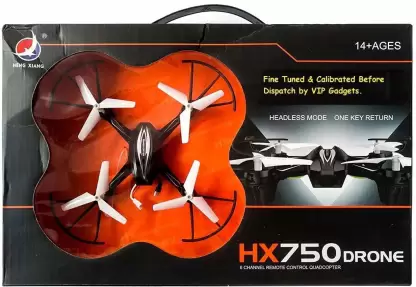 MING XIANG
14+AGES
Fine Tuned & Calibrated Before
Dispatch by VIP Gadgets.
HEADLESS MODE ONE KEY RETURN
HX750DRONE
6 CHANNEL REMOTE CONTROL QUADCOPTER